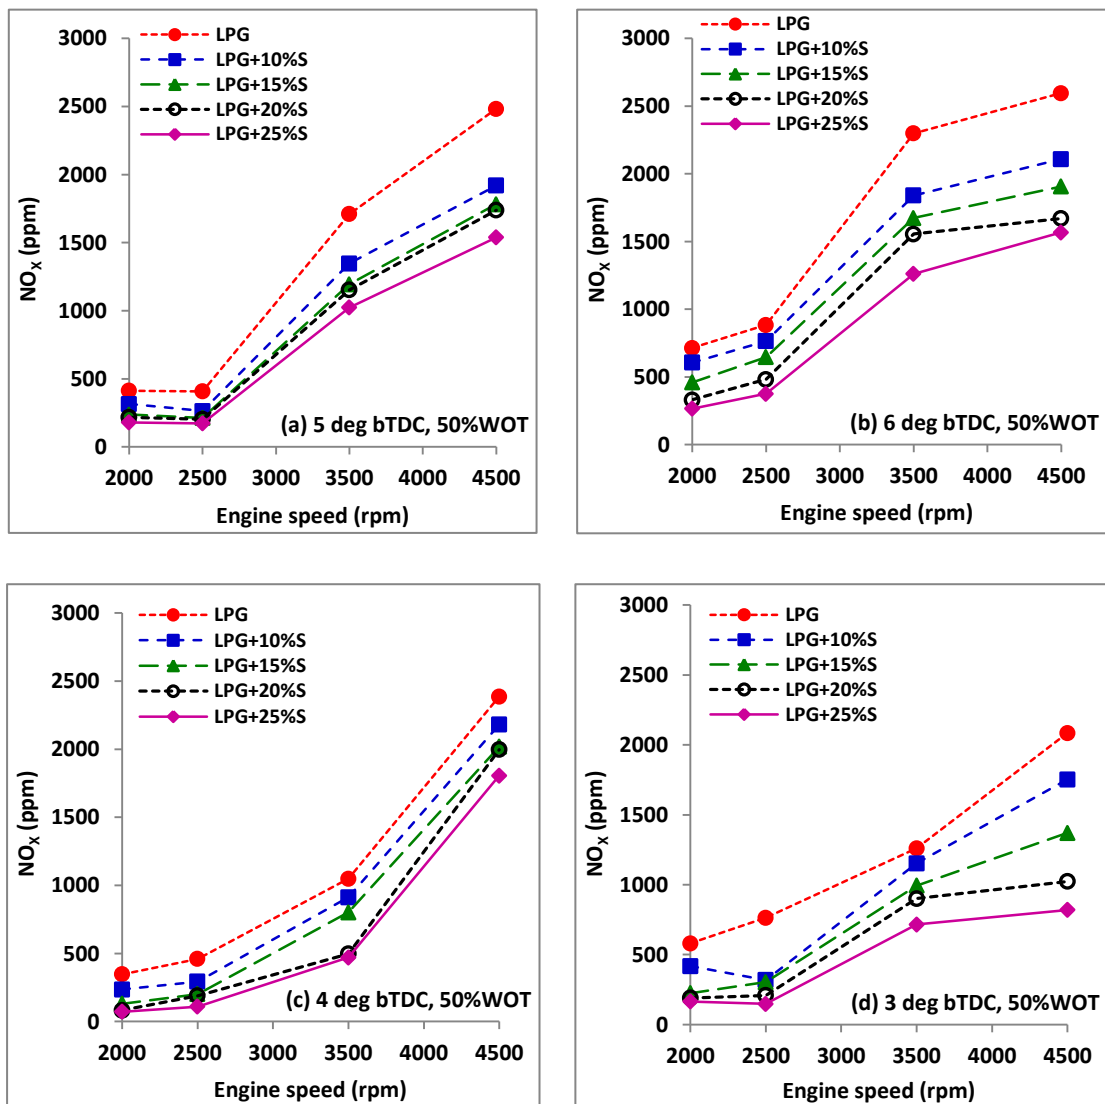 3000
2500
2000
1500
1000
500
0
NOX (ppm)
LPG
LPG+10%S
LPG+15%S
LPG+20%S
LPG+25%S
(a) 5 deg bTDC, 50%WOT
2000 2500 3000 3500 4000 4500
Engine speed (rpm)
3000
2500
2000
1500
1000
500
0
NOX (ppm)
LPG
LPG+10%S
LPG+15%S
LPG+20%S
LPG+25%S
(b) 6 deg bTDC, 50%WOT
2000 2500 3000 3500 4000 4500
Engine speed (rpm)
3000
2500
2000
1500
1000
500
0
NOX (ppm)
LPG
LPG+10%S
LPG+15%S
LPG+20%S
LPG+25%S
(c) 4 deg bTDC, 50%WOT
2000 2500 3000 3500 4000 4500
Engine speed (rpm)
3000
2500
2000
1500
1000
500
0
NOX (ppm)
LPG
LPG+10%S
LPG+15%S
LPG+20%S
LPG+25%S
(d) 3 deg bTDC, 50%WOT
2000 2500 3000 3500 4000 4500
Engine speed (rpm)